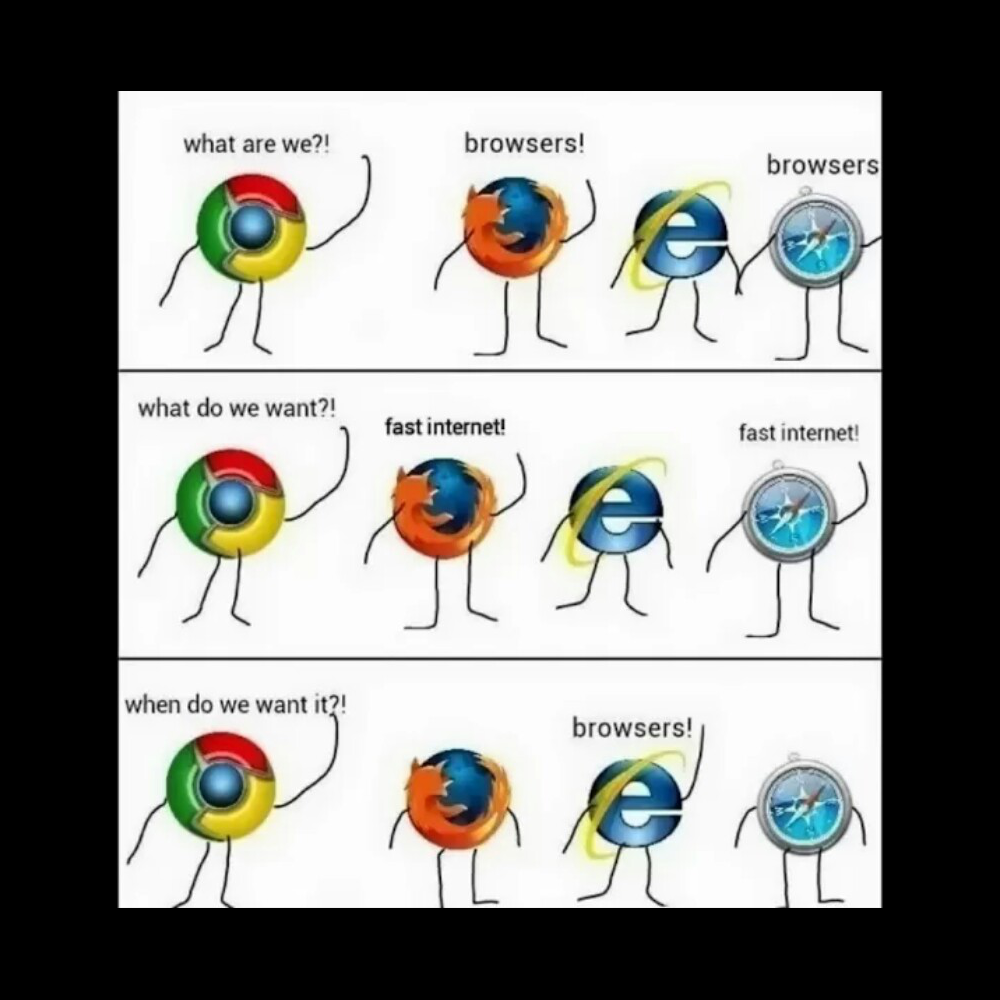 what are we?!
browsers!
browsers
what do we want?!
fast internet!
fast internet!
when do we want it?!
browsers!